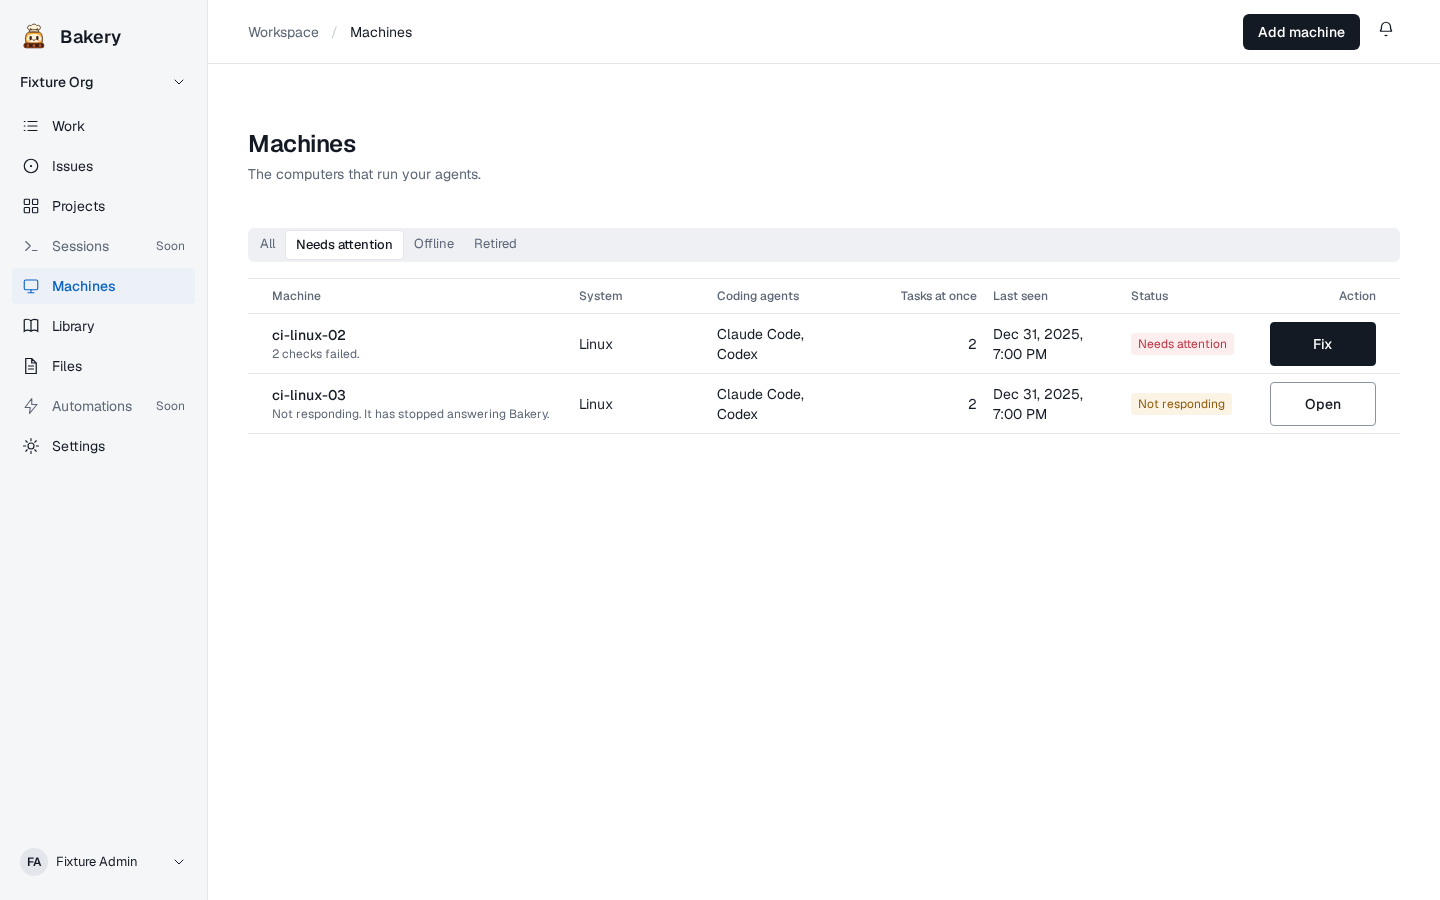 Bakery
Fixture Org
Work
Issues
Projects
Sessions Soon
Machines
Library
Files
Automations Soon
Settings
FA Fixture Admin
Workspace / Machines
Add machine
Machines
The computers that run your agents.
All Needs attention Offline Retired
Machine System Coding agents Tasks at once Last seen Status Action
ci-linux-02
2 checks failed.
Linux
Claude Code,
Codex
2
Dec 31, 2025,
7:00 PM
Needs attention
Fix
ci-linux-03
Not responding. It has stopped answering Bakery.
Linux
Claude Code,
Codex
2
Dec 31, 2025,
7:00 PM
Not responding
Open